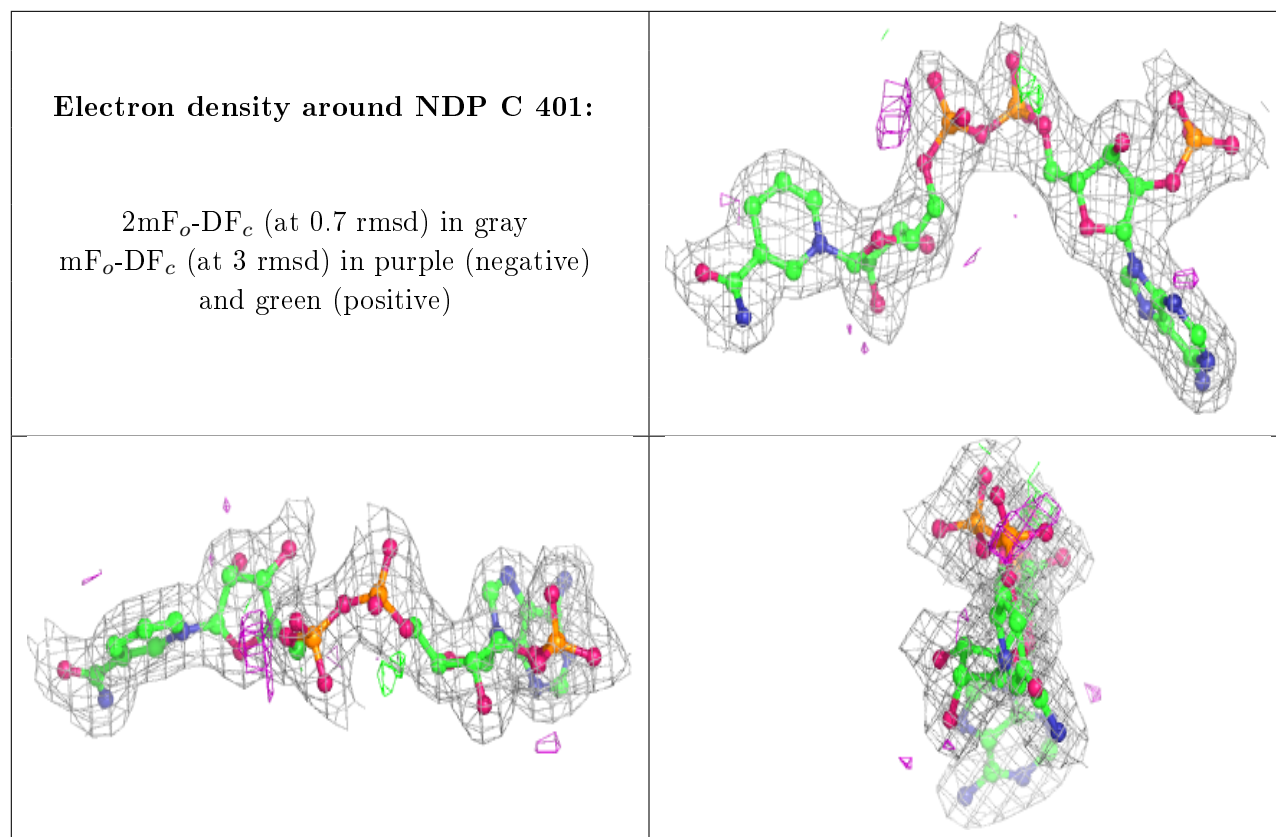 Electron density around NDP C 401:
2mFₒ-DF𝒸 (at 0.7 rmsd) in gray
mFₒ-DF𝒸 (at 3 rmsd) in purple (negative)
and green (positive)